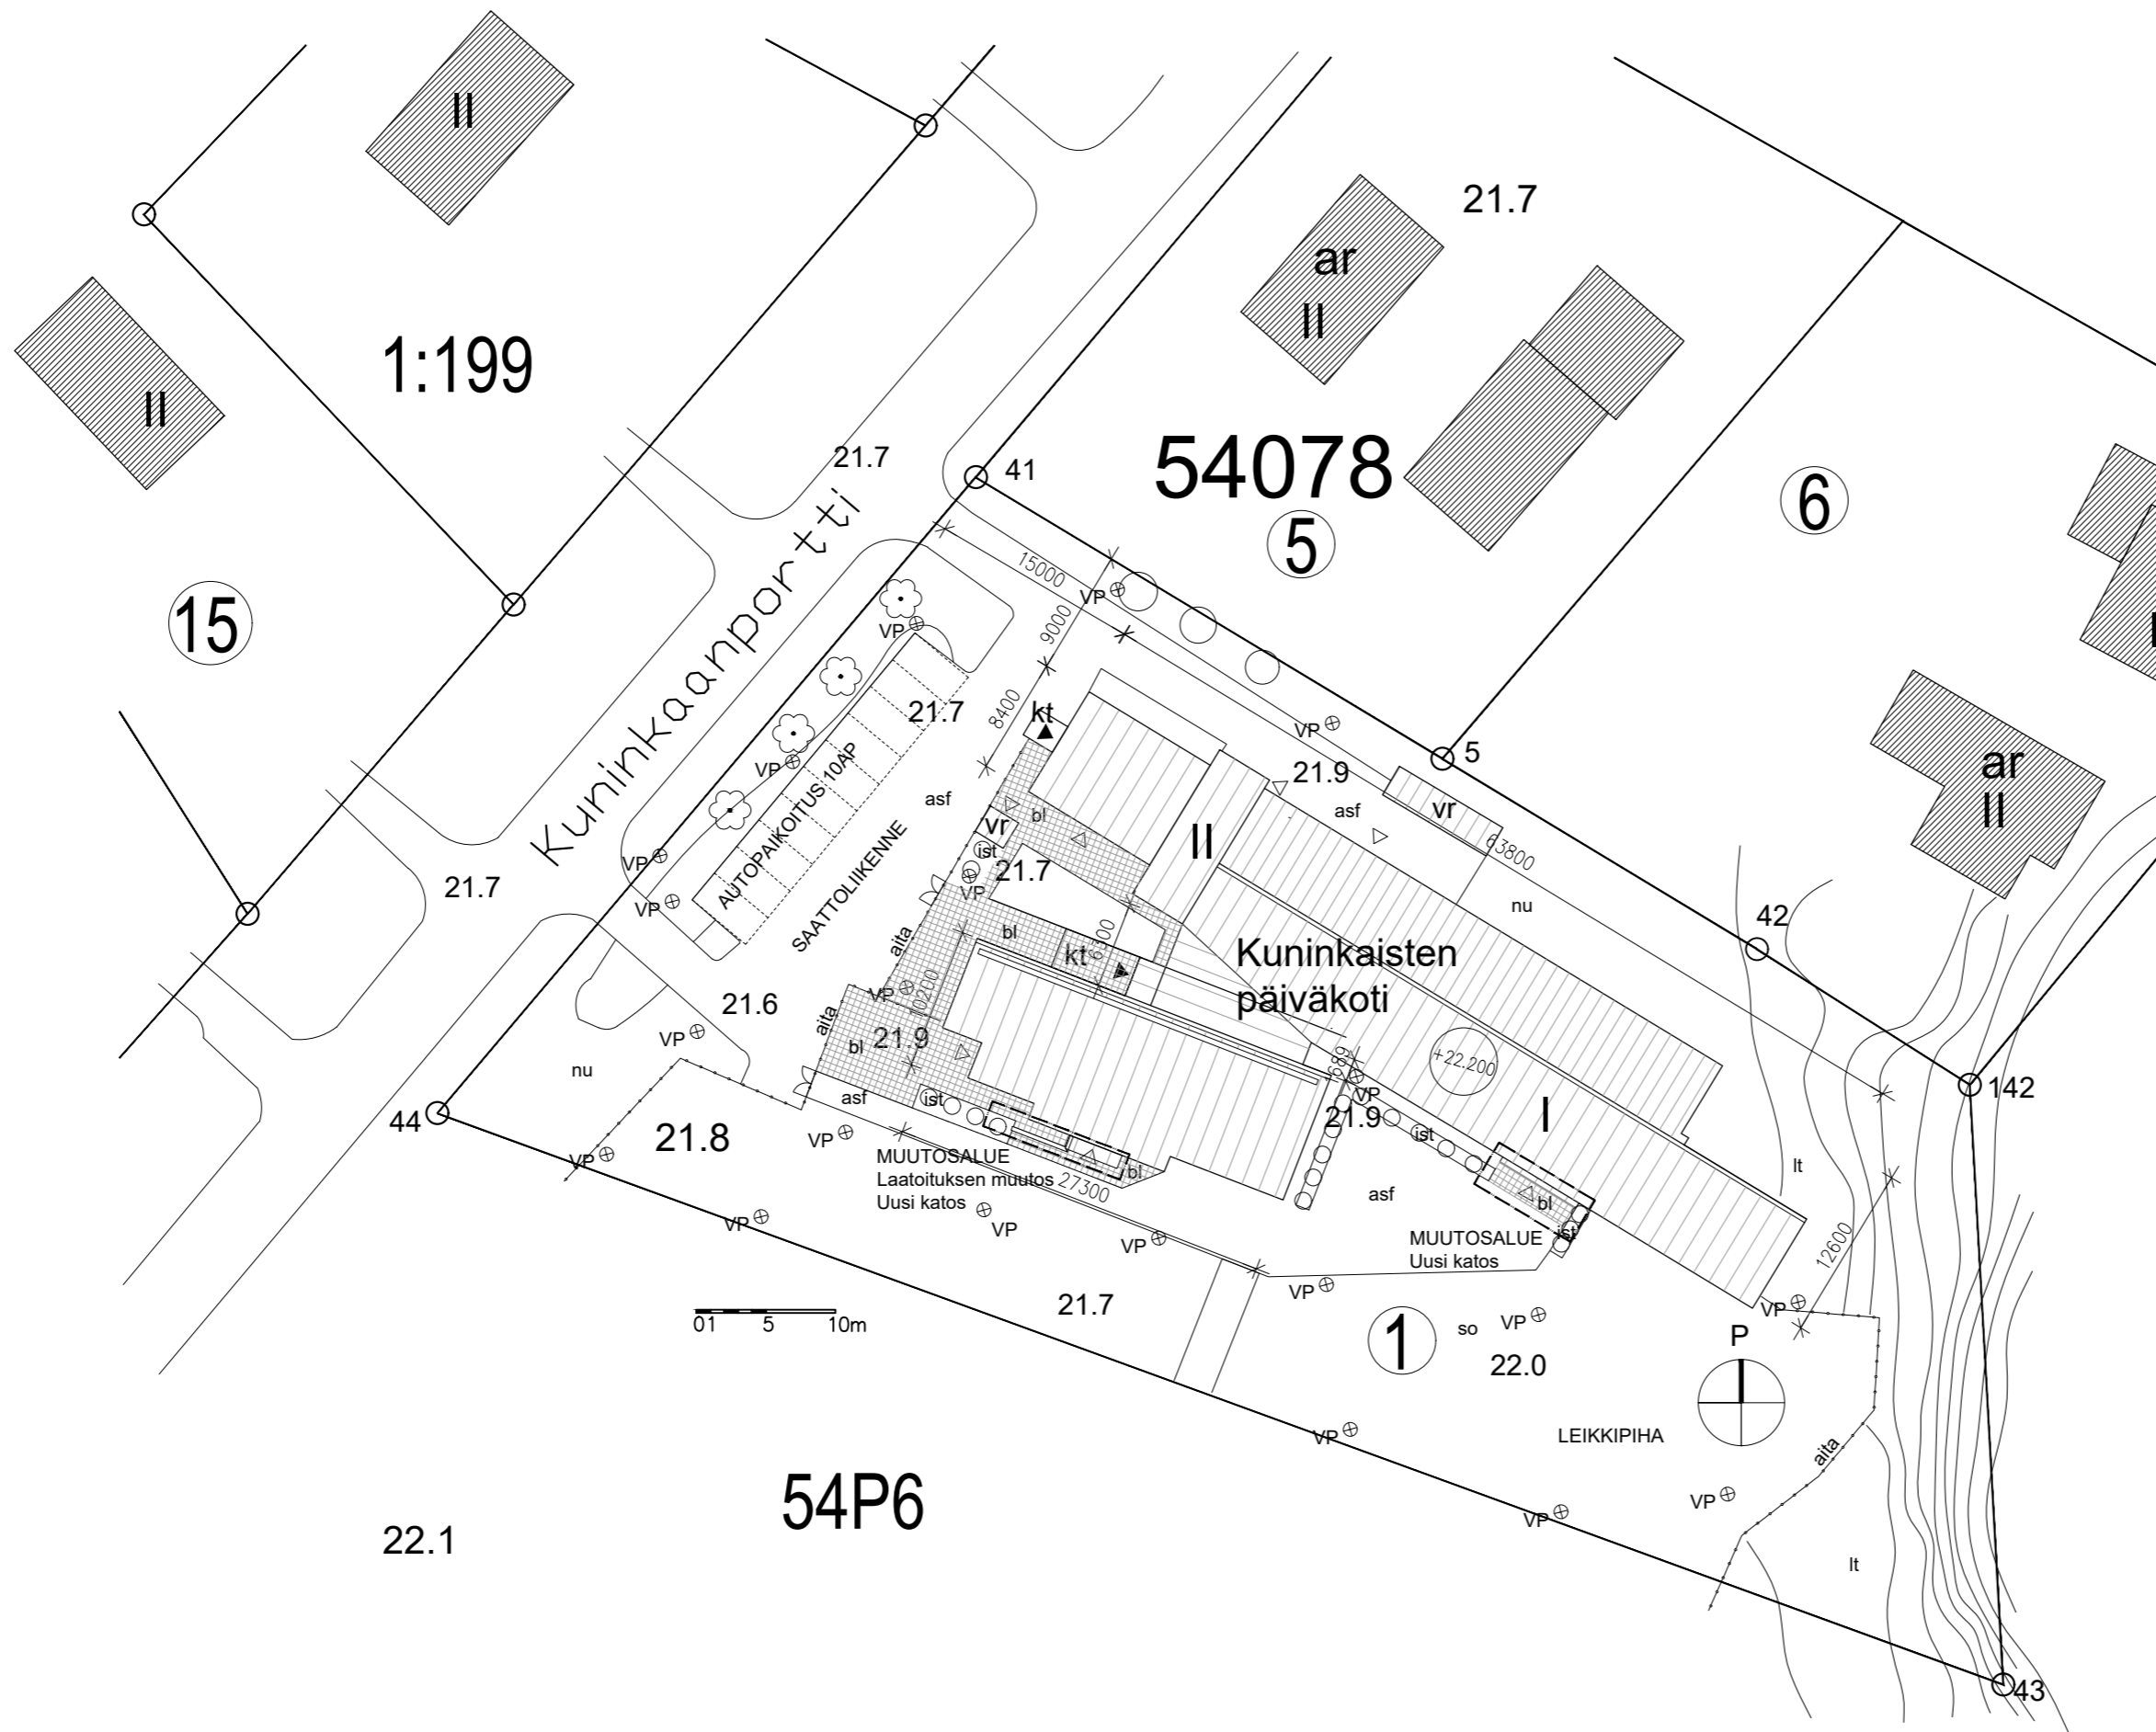 II
21.7
ar
II
1:199
II
21.7
41
54078
5
6
Kuninkaanportti
15
15000
VP
9000
VP
kt
21.7
8400
VP
5
21.9
VP
AUTOPAIKOITUS 10AP
asf
bl
vr
II
asf
vr
63800
ar
II
ist
21.7
VP
VP
21.7
VP
SAATTOLIIKENNE
nu
42
aita
bl
kt
6300
Kuninkaisten
päiväkoti
VP
10200
21.6
aita
bl
21.9
VP
nu
689
+22.200
VP
21.9
142
44
asf
ist
I
21.8
VP
ist
lt
VP
MUUTOSALUE
Laatoituksen muutos
Uusi katos
bl
27300
asf
bl
ist
VP
VP
VP
MUUTOSALUE
Uusi katos
12600
VP
21.7
VP
01 5 10m
1
so
VP
22.0
P
LEIKKIPIHA
VP
aita
54P6
VP
VP
22.1
lt
43